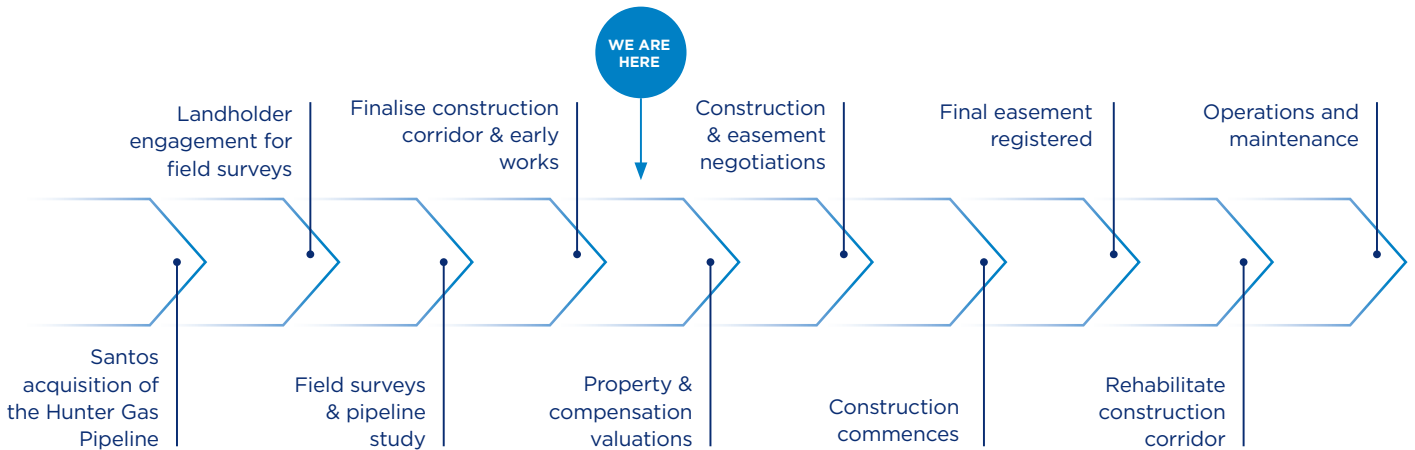 WE ARE
HERE
Landholder
engagement for
field surveys
Finalise construction
corridor & early
works
Construction
& easement
negotiations
Final easement
registered
Operations and
maintenance
Santos
acquisition of
the Hunter Gas
Pipeline
Field surveys
& pipeline
study
Property &
compensation
valuations
Construction
commences
Rehabilitate
construction
corridor